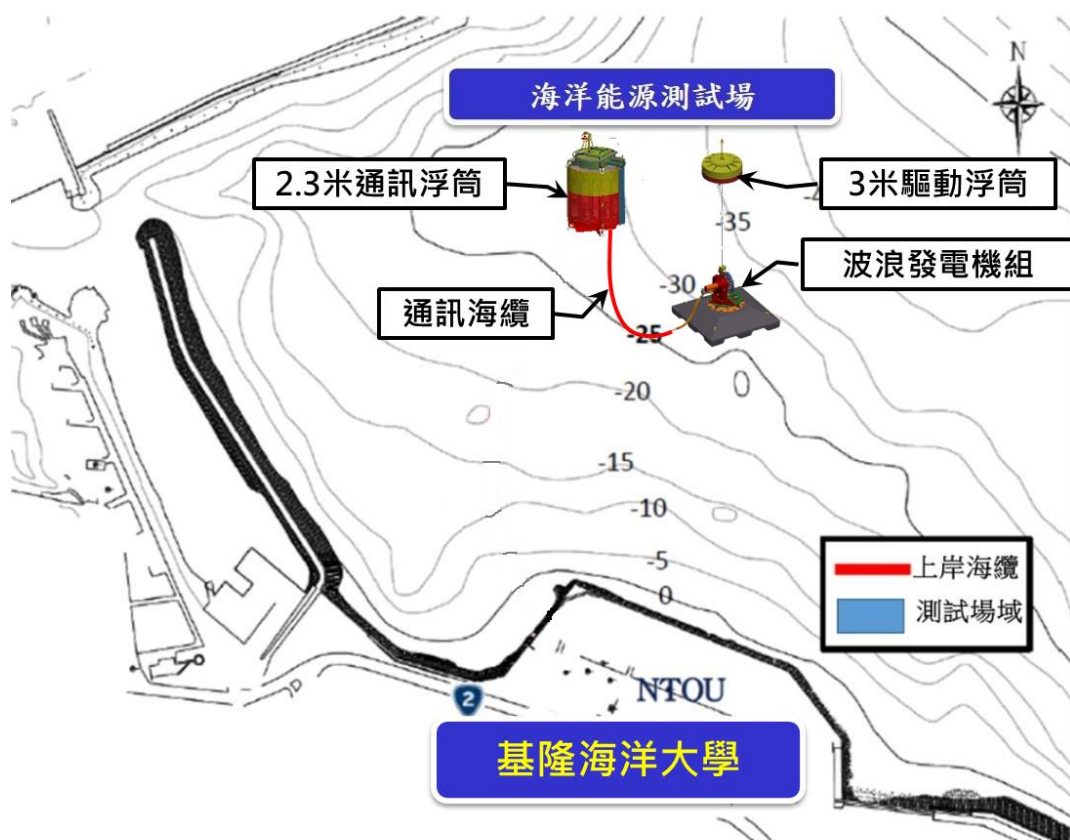 N
海洋能源測試場
2.3米通訊浮筒
3米驅動浮筒
-35
波浪發電機組
-30
通訊海纜
-25
-20
-15
-10
-5
0
上岸海纜
測試場域
2
NTOU
基隆海洋大學